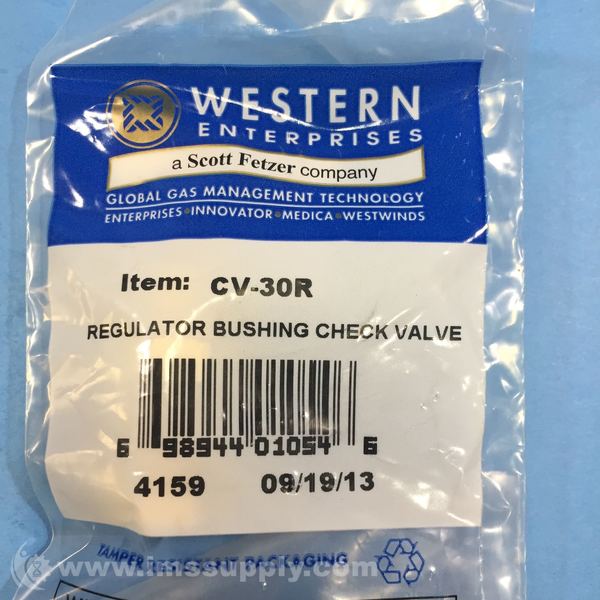 WESTERN
ENTERPRISES
a Scott Fetzer company
GLOBAL GAS MANAGEMENT TECHNOLOGY
ENTERPRISES•INNOVATOR•MEDICA•WESTWINDS
Item: CV-30R
REGULATOR BUSHING CHECK VALVE
6 98944 01054 6
4159 09/19/13
TAMPER RESISTENT PACKAGING
www.imssupply.com